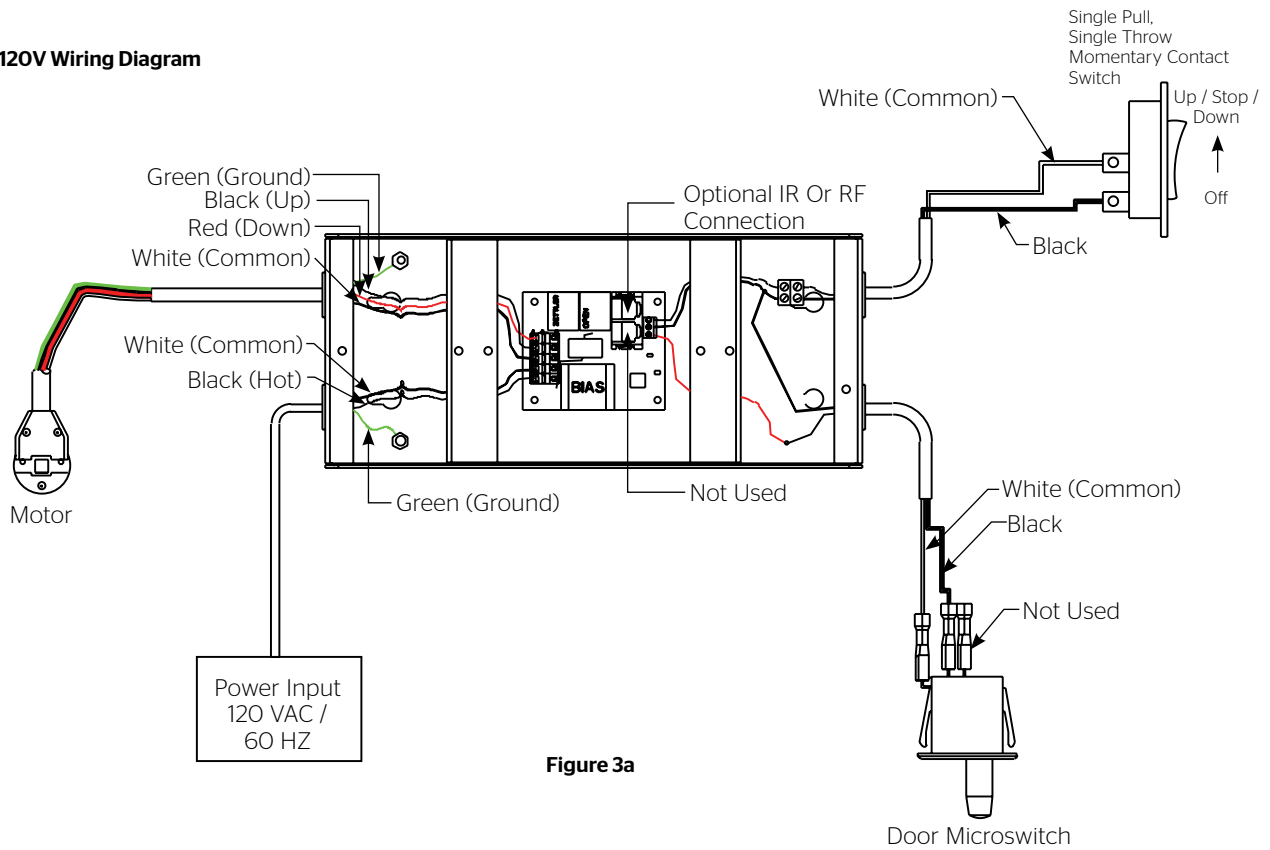 120V Wiring Diagram
Single Pull,
Single Throw
Momentary Contact
Switch
Up / Stop /
Down
Off
White (Common)
Black
Green (Ground)
Black (Up)
Red (Down)
White (Common)
Optional IR Or RF
Connection
White (Common)
Black (Hot)
OPEN
BIAS
Motor
Green (Ground)
Not Used
White (Common)
Black
Not Used
Power Input
120 VAC /
60 HZ
Figure 3a
Door Microswitch